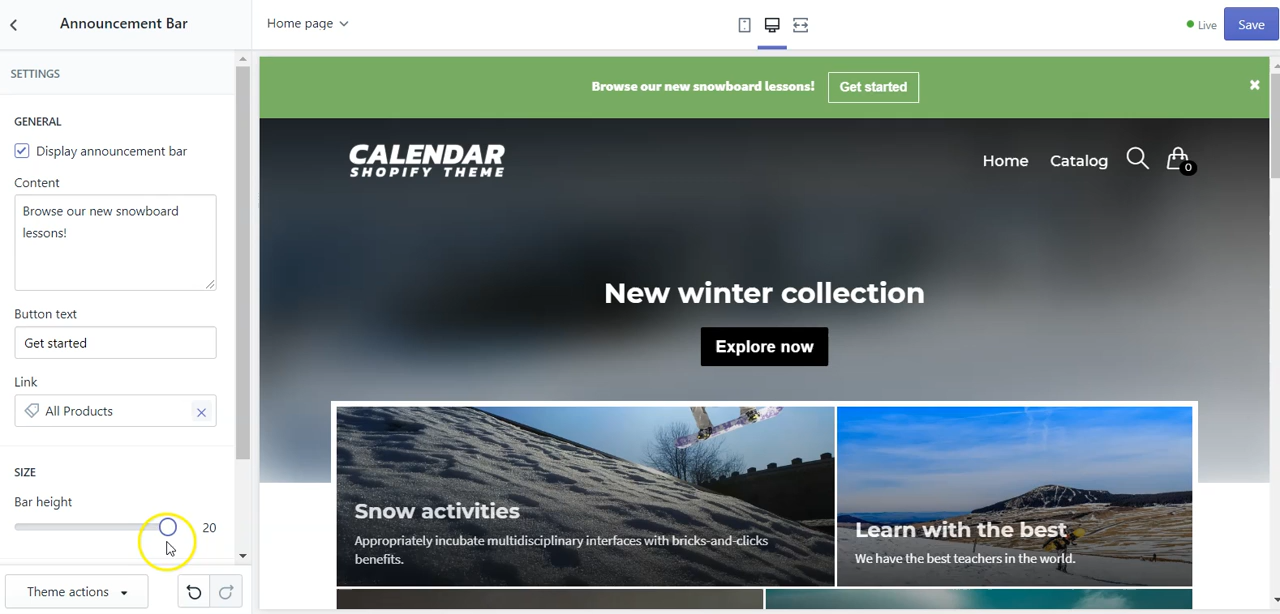 Announcement Bar
Home page
Live
Save
SETTINGS
GENERAL
Display announcement bar
Content
Browse our new snowboard
lessons!
Button text
Get started
Link
All Products
SIZE
Bar height
20
Theme actions
Browse our new snowboard lessons!
Get started
CALENDAR
SHOPIFY THEME
Home
Catalog
0
New winter collection
Explore now
Snow activities
Appropriately incubate multidisciplinary interfaces with bricks-and-clicks
benefits.
Learn with the best
We have the best teachers in the world.